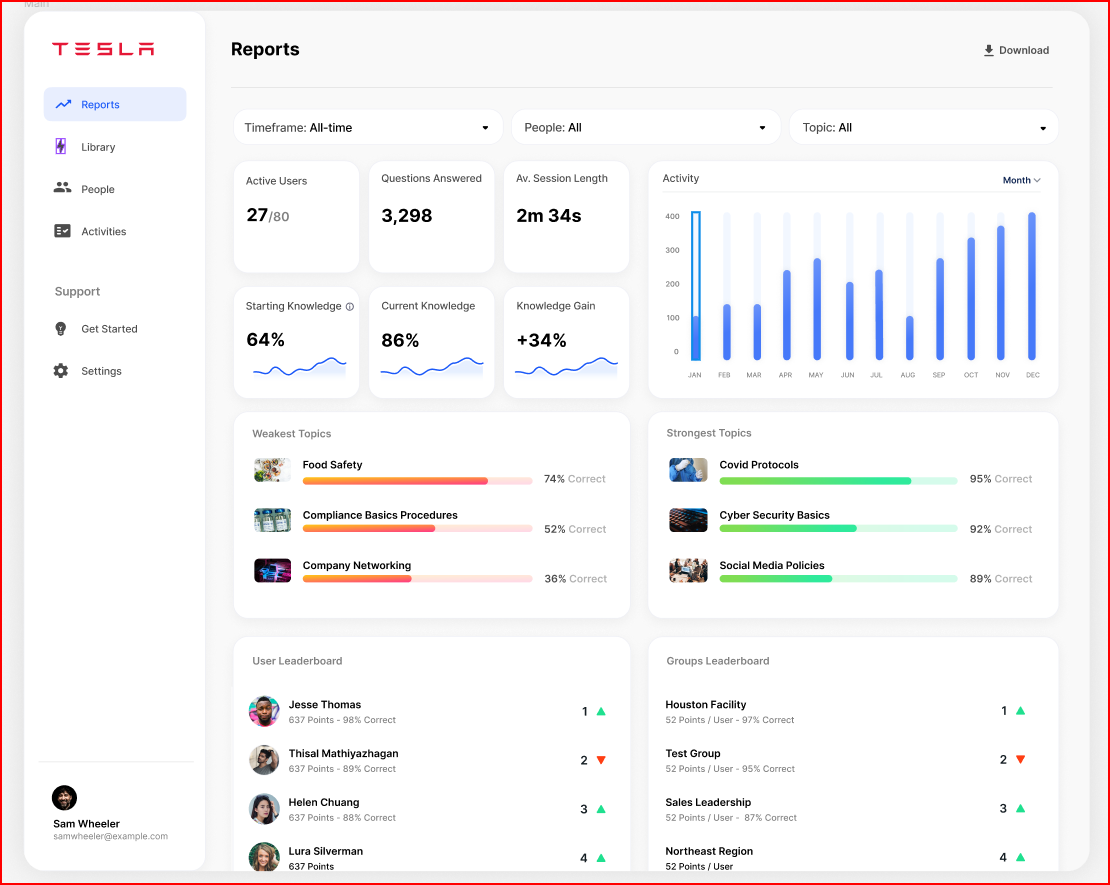 Main
TESLA
Reports
Library
People
Activities
Support
Get Started
Settings
Sam Wheeler
samwheeler@example.com
Reports
Download
Timeframe: All-time
People: All
Topic: All
Active Users
27/80
Questions Answered
3,298
Av. Session Length
2m 34s
Starting Knowledge
64%
Current Knowledge
86%
Knowledge Gain
+34%
Activity
Month
400
300
200
100
0
JAN FEB MAR APR MAY JUN JUL AUG SEP OCT NOV DEC
Weakest Topics
Food Safety
74% Correct
Compliance Basics Procedures
52% Correct
Company Networking
36% Correct
Strongest Topics
Covid Protocols
95% Correct
Cyber Security Basics
92% Correct
Social Media Policies
89% Correct
User Leaderboard
Jesse Thomas
637 Points - 98% Correct
1
Thisal Mathiyazhagan
637 Points - 89% Correct
2
Helen Chuang
637 Points - 88% Correct
3
Lura Silverman
637 Points
4
Groups Leaderboard
Houston Facility
52 Points / User - 97% Correct
1
Test Group
52 Points / User - 95% Correct
2
Sales Leadership
52 Points / User - 87% Correct
3
Northeast Region
52 Points / User
4